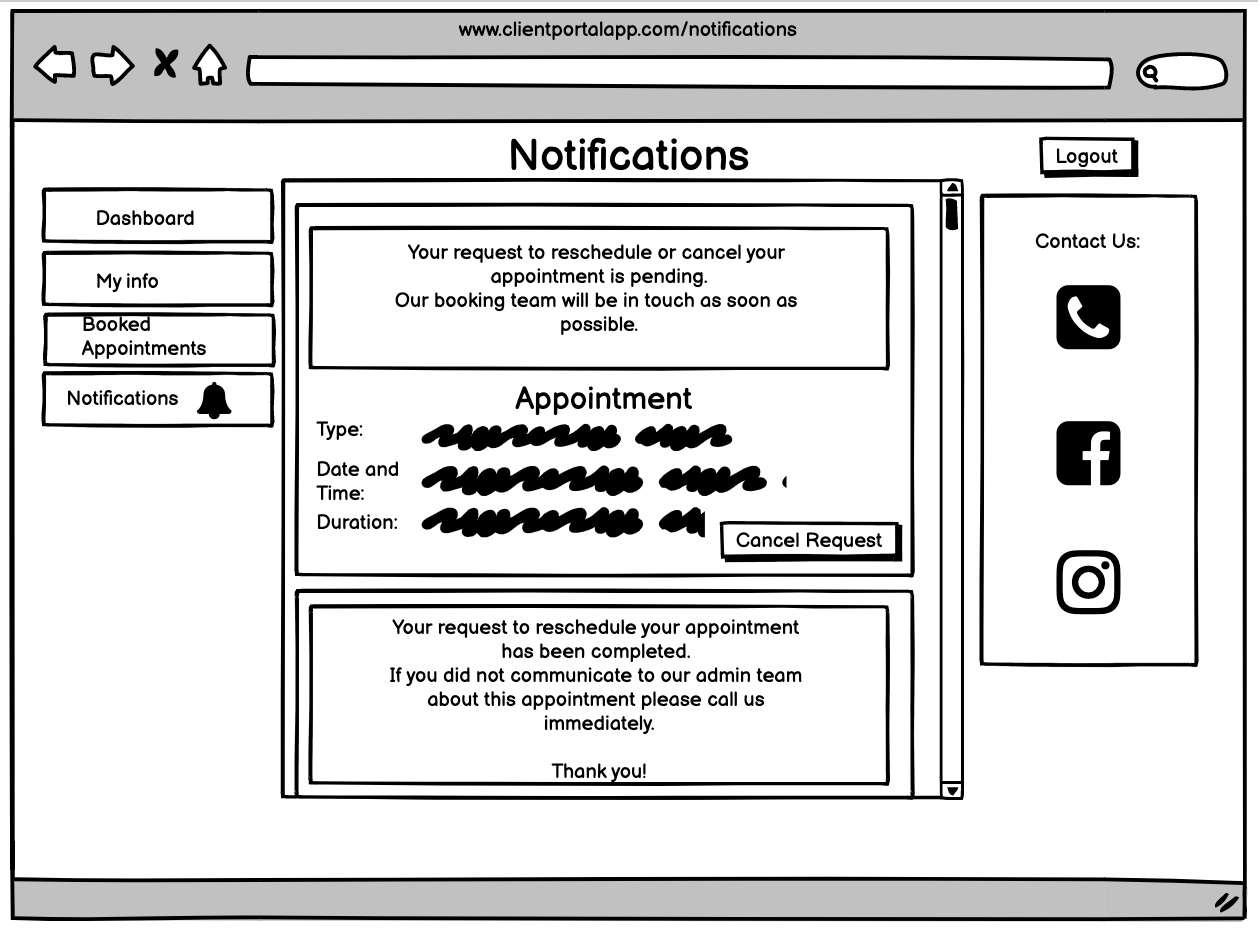 www.clientportalapp.com/notifications
Notifications
Logout
Dashboard
My info
Booked
Appointments
Notifications
Your request to reschedule or cancel your
appointment is pending.
Our booking team will be in touch as soon as
possible.
Appointment
Type:
Date and
Time:
Duration:
Cancel Request
Your request to reschedule your appointment
has been completed.
If you did not communicate to our admin team
about this appointment please call us
immediately.
Thank you!
Contact Us: